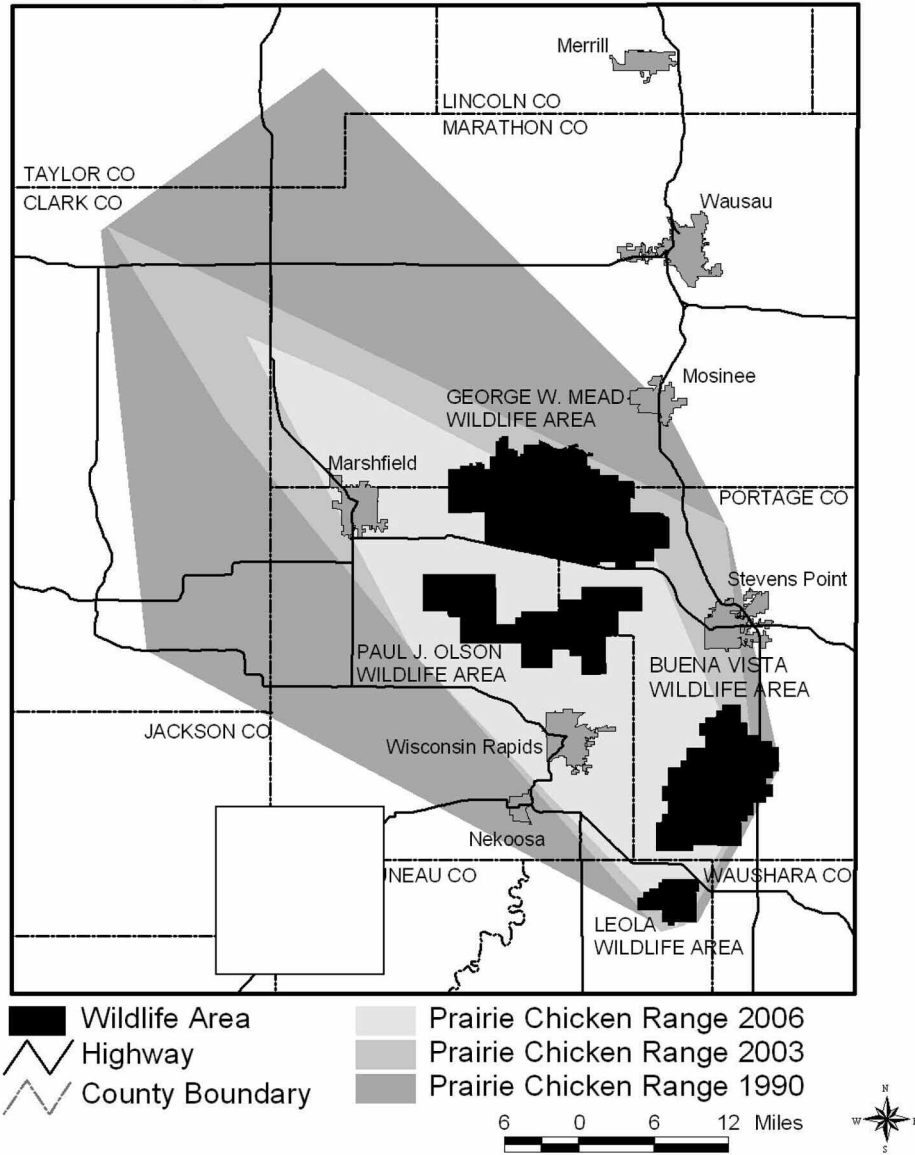 Merrill
LINCOLN CO
MARATHON CO
TAYLOR CO
CLARK CO
Wausau
Mosinee
GEORGE W. MEAD
WILDLIFE AREA
Marshfield
PORTAGE CO
Stevens Point
PAUL J. OLSON
WILDLIFE AREA
BUENA VISTA
WILDLIFE AREA
JACKSON CO
Wisconsin Rapids
Nekoosa
UNEAU CO
WAUSHARA CO
LEOLA
WILDLIFE AREA
Wildlife Area
Highway
County Boundary
Prairie Chicken Range 2006
Prairie Chicken Range 2003
Prairie Chicken Range 1990
6 0 6 12 Miles
N
W E
S